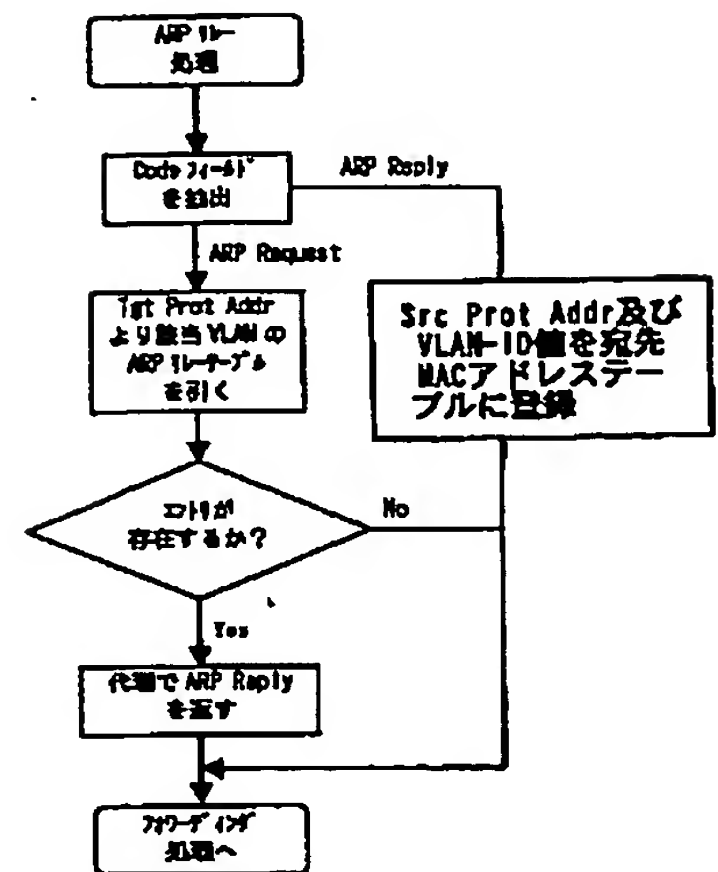 ARP リレー
処理
Code フィールド
を抽出
ARP Reply
ARP Request
Tgt Prot Addr
より該当 VLAN の
ARP リレーテーブル
を引く
Src Prot Addr及び
VLAN-ID値を宛先
MACアドレステー
ブルに登録
エントリが
存在するか?
No
Yes
代理で ARP Reply
を返す
フォワーディング
処理へ